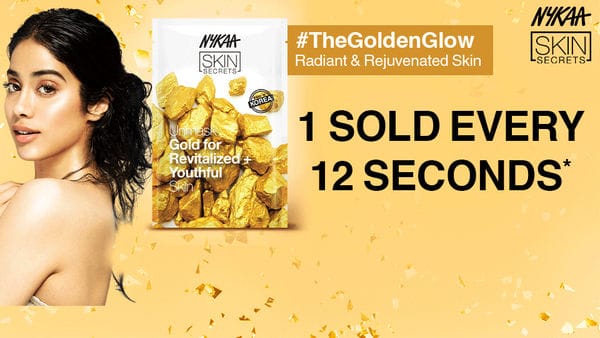 NYKAA
SKIN
SECRETS
KOREA
Unmask
Gold for
Revitalized +
Youthful
Skin
#TheGoldenGlow
Radiant & Rejuvenated Skin
NYKAA
SKIN
SECRETS
1 SOLD EVERY
12 SECONDS*